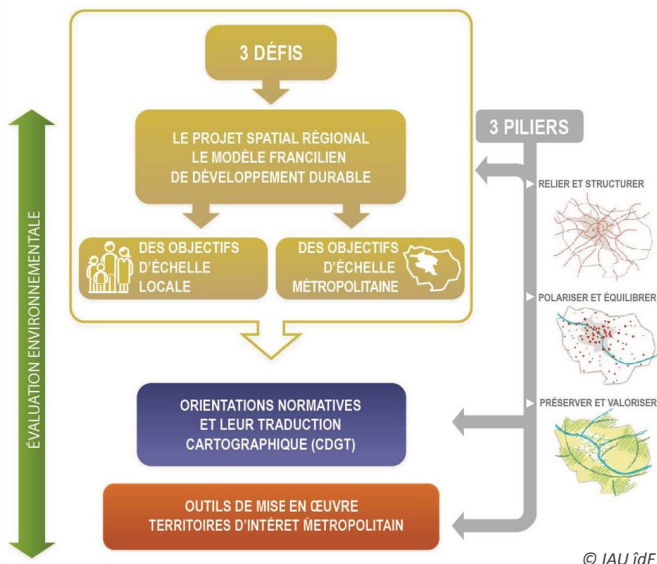 3 DÉFIS
LE PROJET SPATIAL RÉGIONAL
LE MODÈLE FRANCILIEN
DE DÉVELOPPEMENT DURABLE
DES OBJECTIFS
D'ÉCHELLE
LOCALE
DES OBJECTIFS
D'ÉCHELLE
MÉTROPOLITAINE
ORIENTATIONS NORMATIVES
ET LEUR TRADUCTION
CARTOGRAPHIQUE (CDGT)
OUTILS DE MISE EN ŒUVRE
TERRITOIRES D'INTÉRET METROPOLITAIN
ÉVALUATION ENVIRONNEMENTALE
3 PILIERS
RELIER ET STRUCTURER
POLARISER ET ÉQUILIBRER
PRÉSERVER ET VALORISER
© IAU îdF